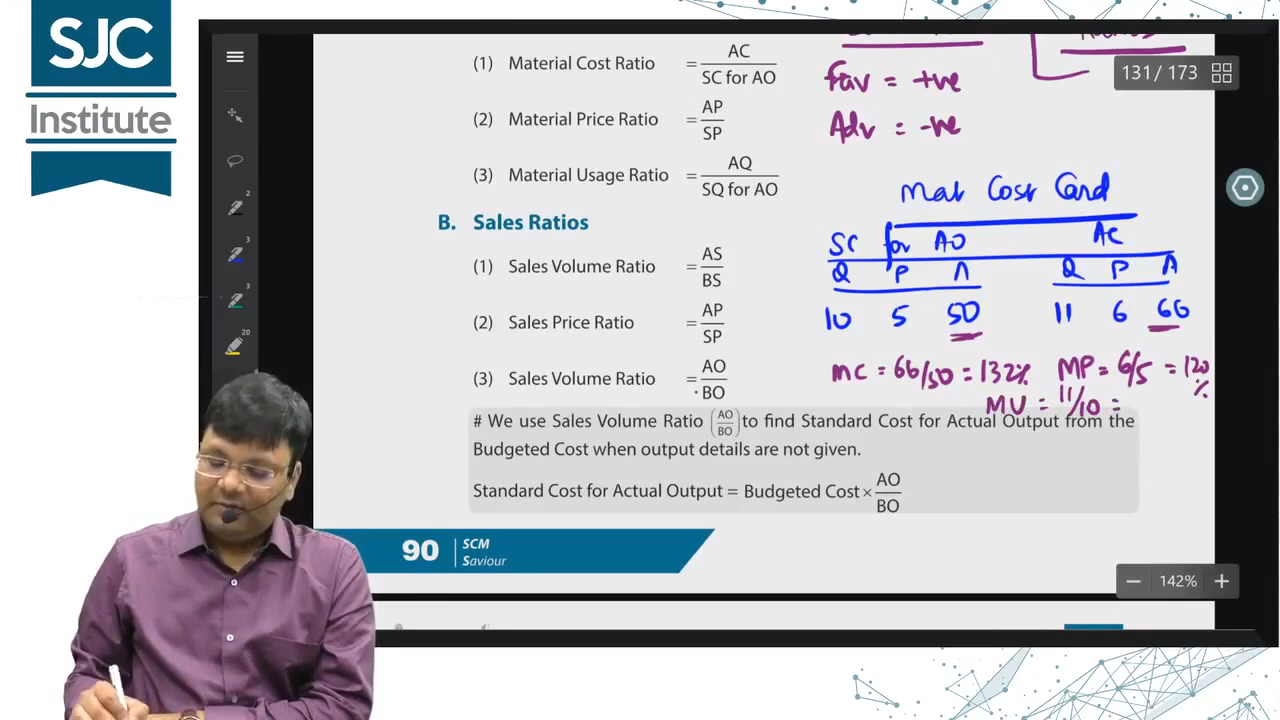 SJC
Institute
131 / 173
(1) Material Cost Ratio = AC / SC for AO
(2) Material Price Ratio = AP / SP
(3) Material Usage Ratio = AQ / SQ for AO
B. Sales Ratios
(1) Sales Volume Ratio = AS / BS
(2) Sales Price Ratio = AP / SP
(3) Sales Volume Ratio = AO / BO
# We use Sales Volume Ratio (AO/BO) to find Standard Cost for Actual Output from the
Budgeted Cost when output details are not given.
Standard Cost for Actual Output = Budgeted Cost × AO / BO
90 | SCM
Saviour
Fav = +ve
Adv = -ve
Mat Cost Card
SC for AO AC
Q P A Q P A
10 5 50 11 6 66
MC = 66/50 = 132% MP = 6/5 = 120%
MU = 11/10 =
142%
2
3
3
20